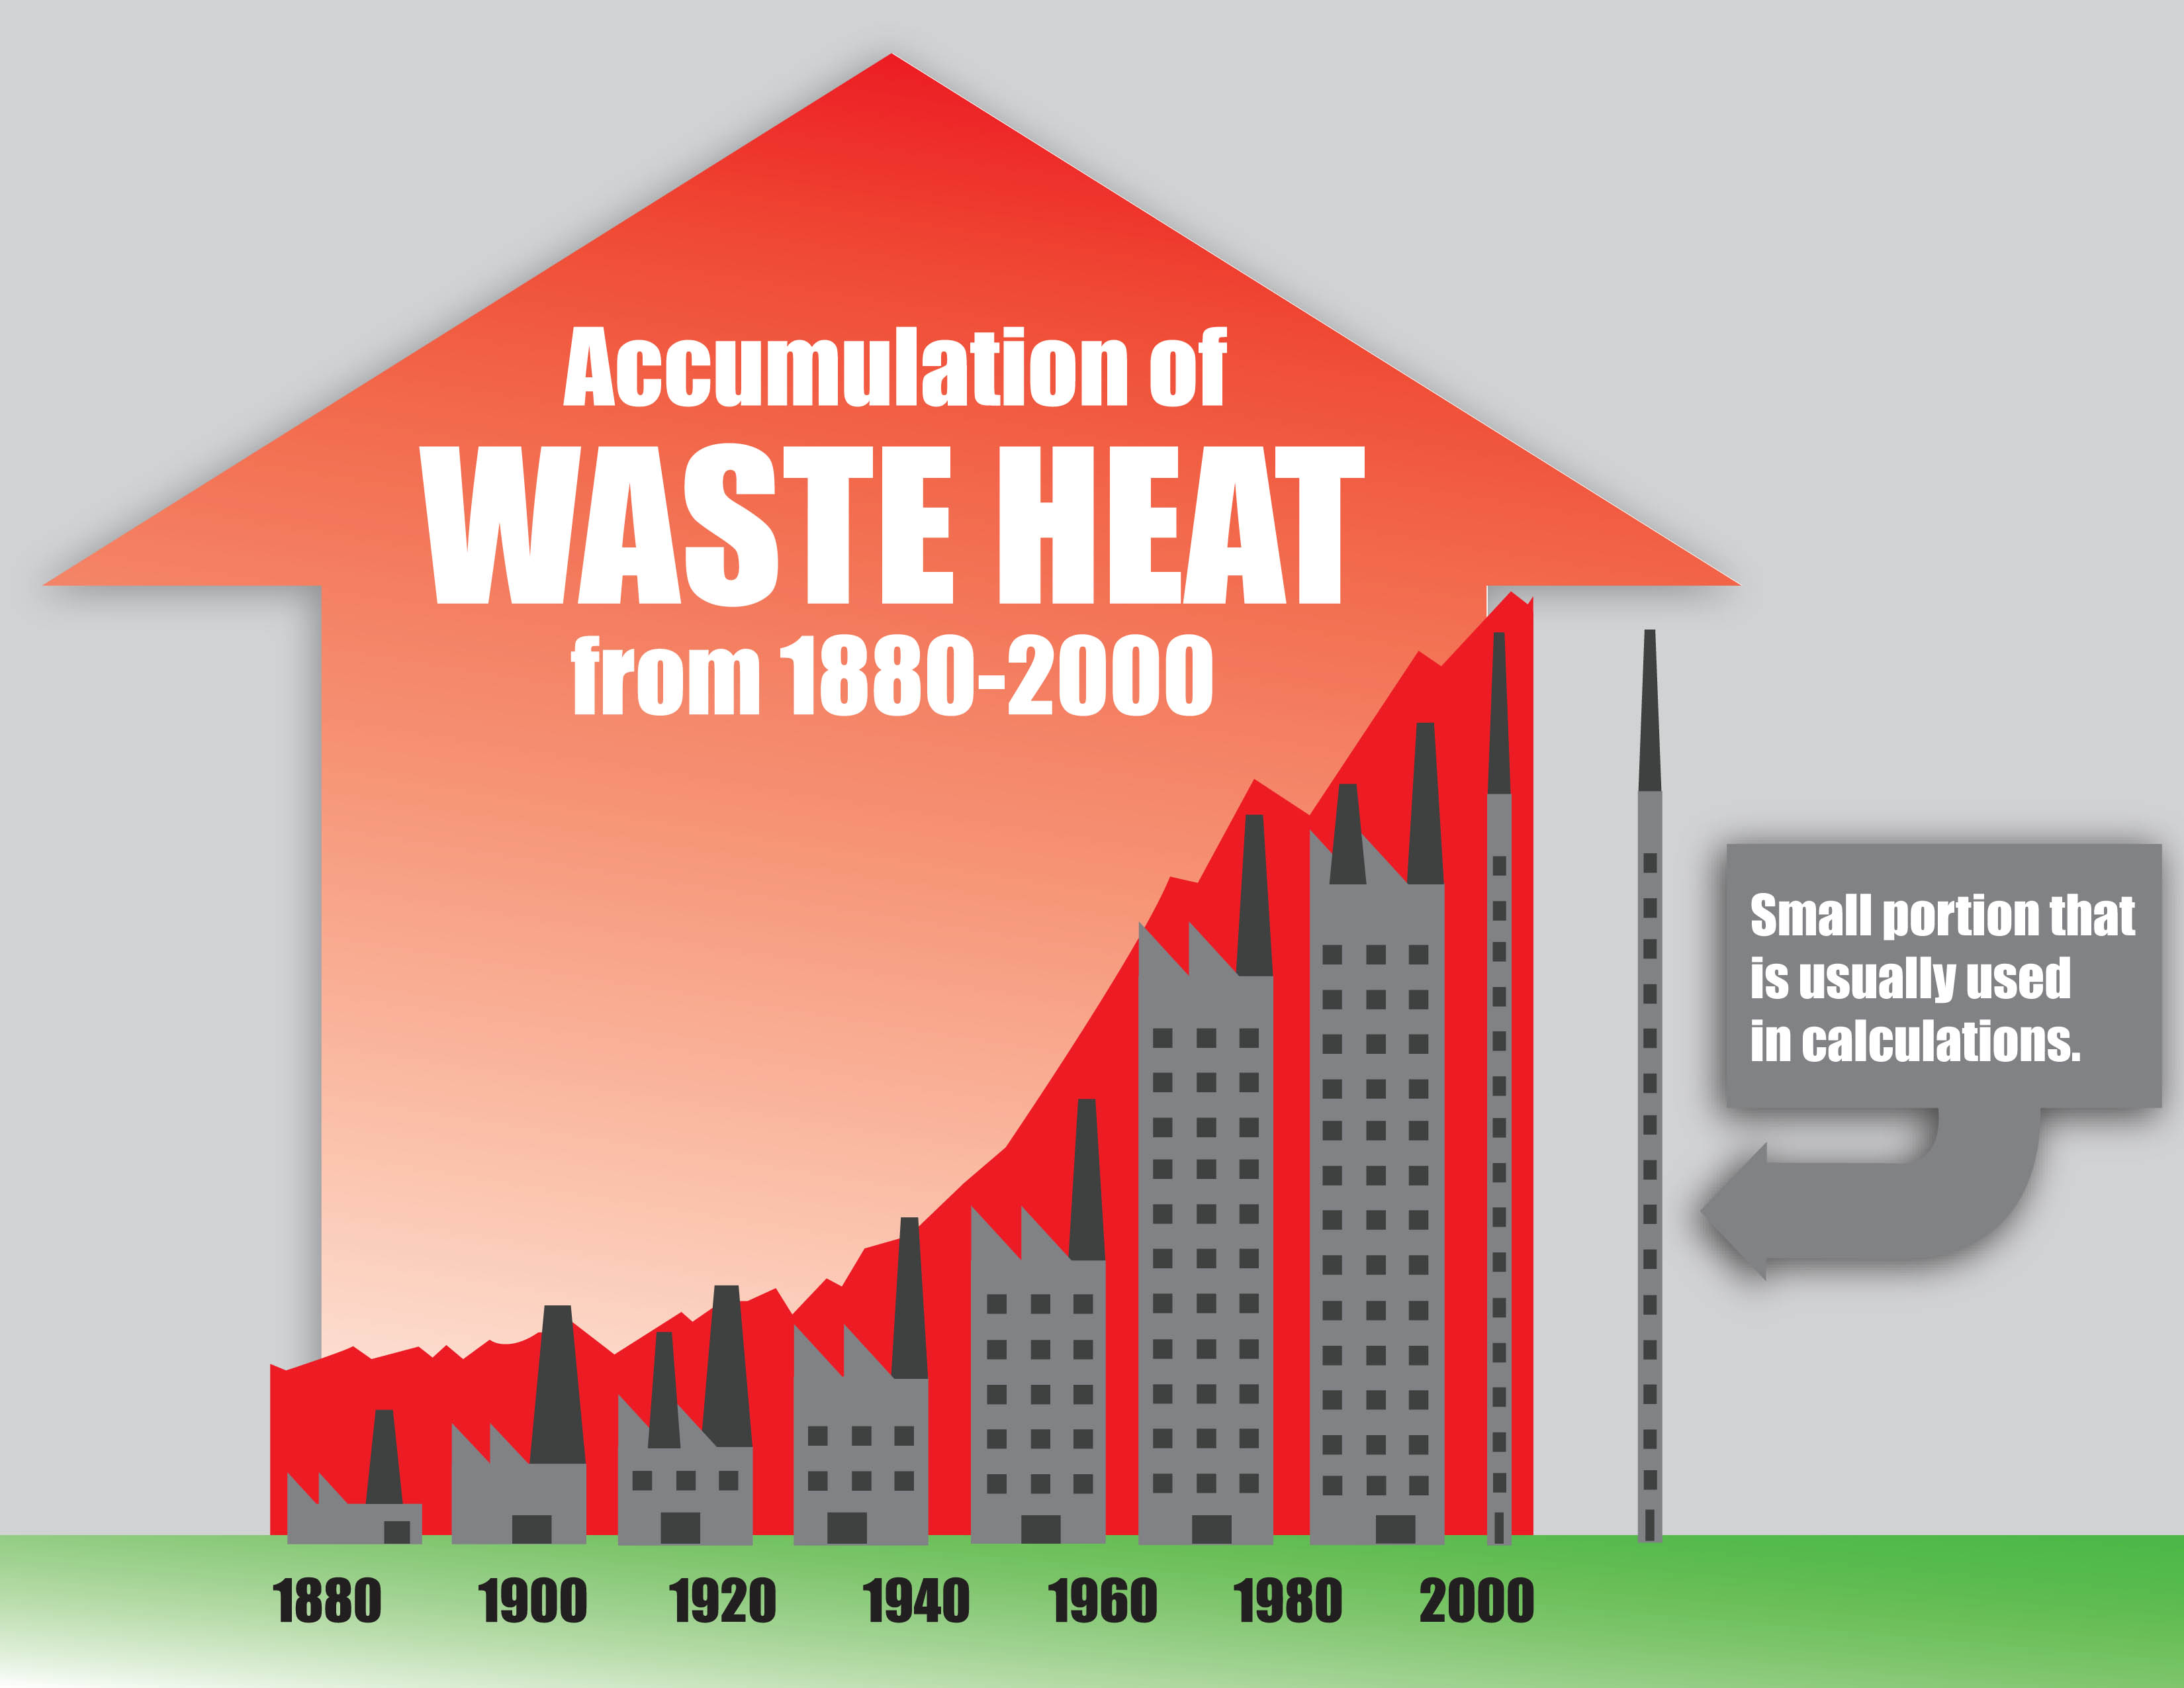 Accumulation of
WASTE HEAT
from 1880-2000
Small portion that
is usually used
in calculations.
1880 1900 1920 1940 1960 1980 2000